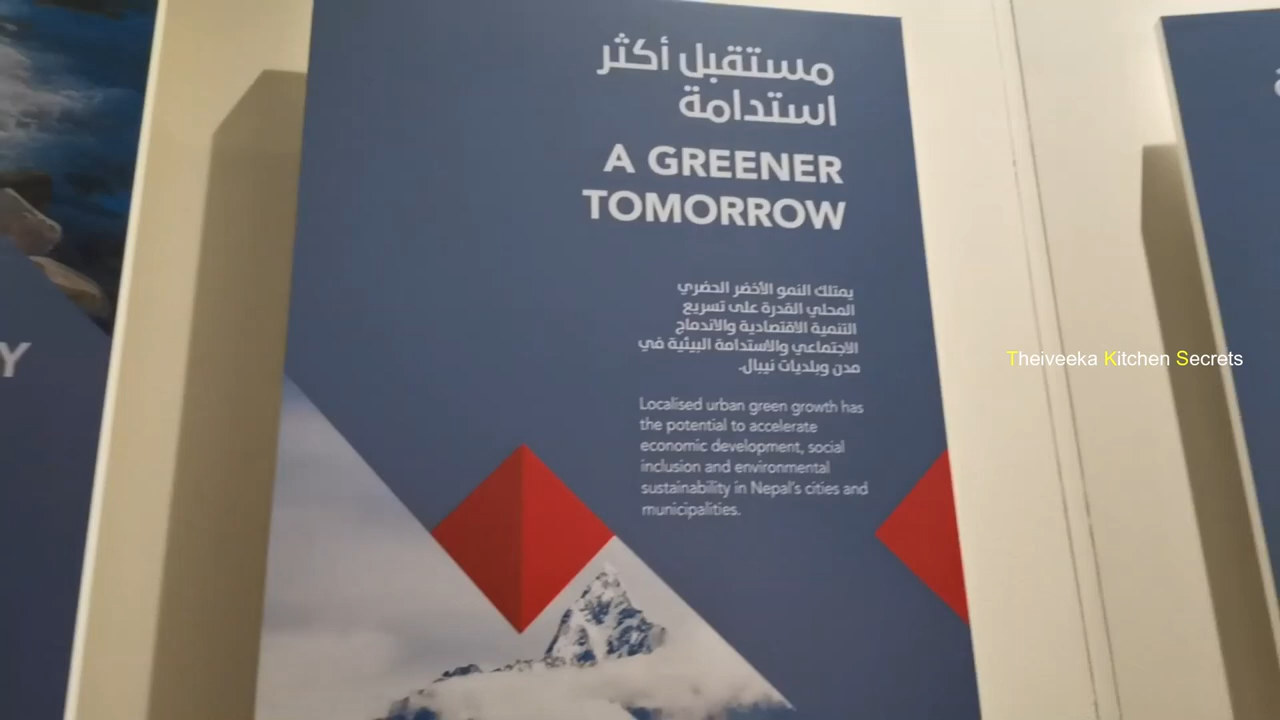 مستقبل أكثر
استدامة
A GREENER
TOMORROW
يمتلك النمو الأخضر الحضري
المحلي القدرة على تسريع
التنمية الاقتصادية والاندماج
الاجتماعي والاستدامة البيئية في
مدن وبلديات نيبال.
Localised urban green growth has
the potential to accelerate
economic development, social
inclusion and environmental
sustainability in Nepal's cities and
municipalities.
Y
Theiveeka Kitchen Secrets